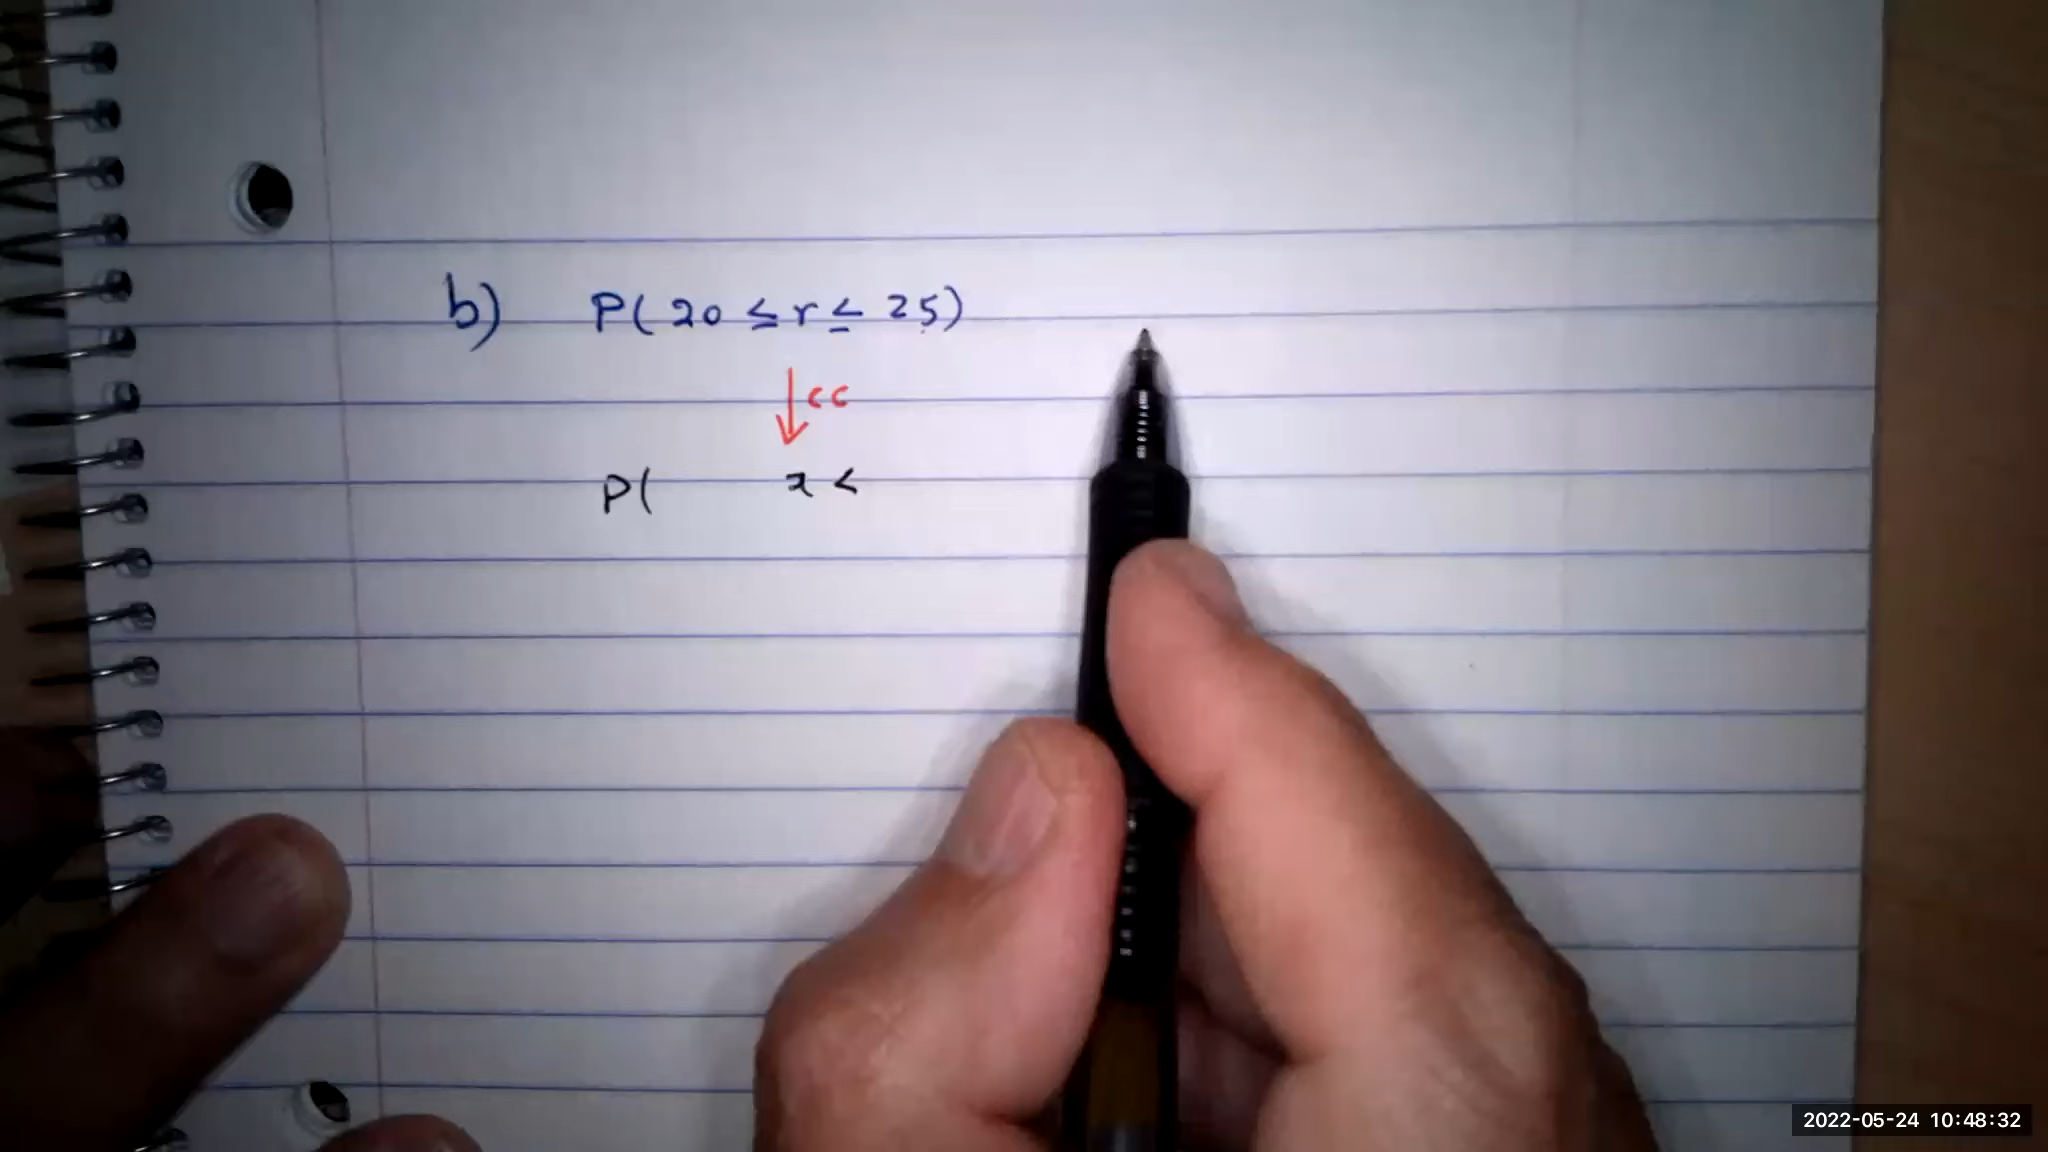 b) P( 20 ≤ r ≤ 25)
↓ cc
P( x <
2022-05-24 10:48:32